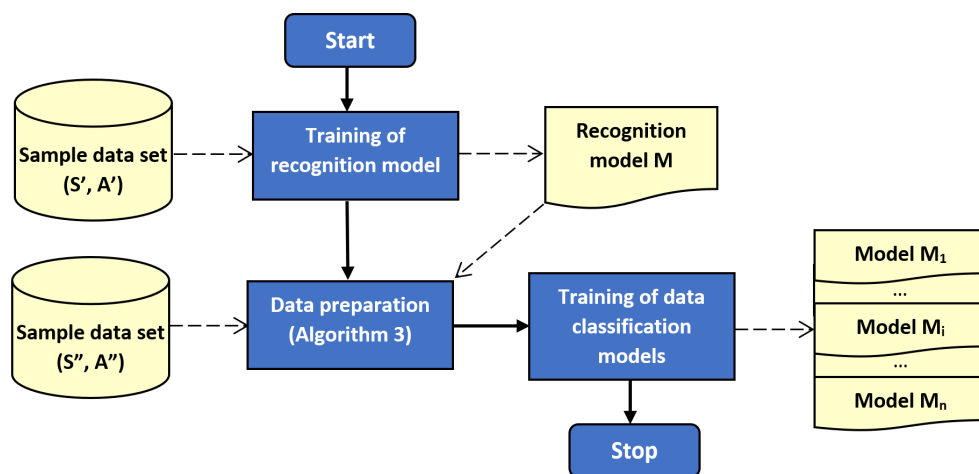 Start
Sample data set
(S’, A’)
Training of
recognition model
Recognition
model M
Sample data set
(S”, A”)
Data preparation
(Algorithm 3)
Training of data
classification
models
Model M₁
...
Model Mᵢ
...
Model Mₙ
Stop